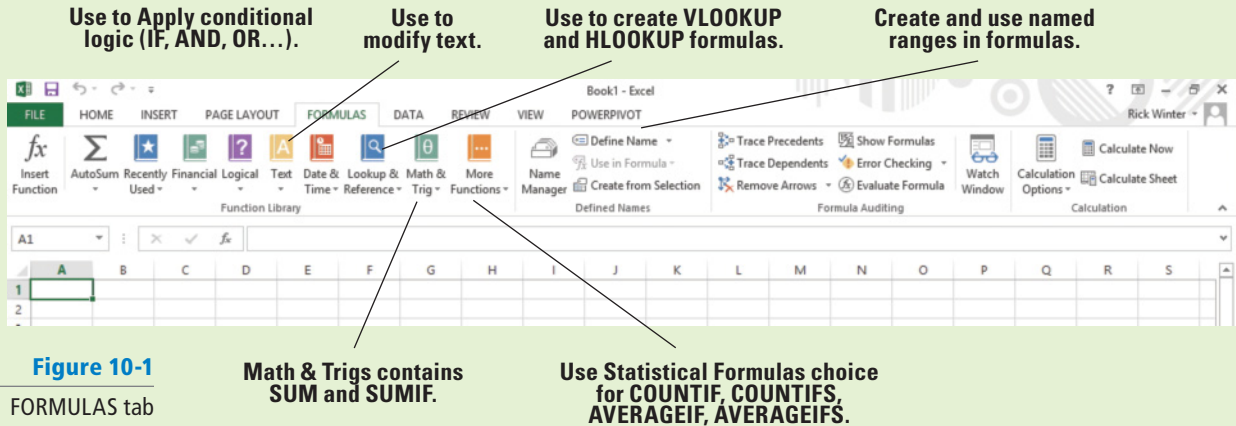 Use to Apply conditional
logic (IF, AND, OR…).
Use to
modify text.
Use to create VLOOKUP
and HLOOKUP formulas.
Create and use named
ranges in formulas.
Book1 - Excel
FILE HOME INSERT PAGE LAYOUT FORMULAS DATA REVIEW VIEW POWERPIVOT Rick Winter
fx
Insert
Function
AutoSum
Recently
Used
Financial
Logical
Text
Date &
Time
Lookup &
Reference
Math &
Trig
More
Functions
Function Library
Name
Manager
Define Name
Use in Formula
Create from Selection
Defined Names
Trace Precedents
Trace Dependents
Remove Arrows
Show Formulas
Error Checking
Evaluate Formula
Watch
Window
Formula Auditing
Calculation
Options
Calculate Now
Calculate Sheet
Calculation
A1 fx
A B C D E F G H I J K L M N O P Q R S
1
2
Figure 10-1
FORMULAS tab
Math & Trigs contains
SUM and SUMIF.
Use Statistical Formulas choice
for COUNTIF, COUNTIFS,
AVERAGEIF, AVERAGEIFS.